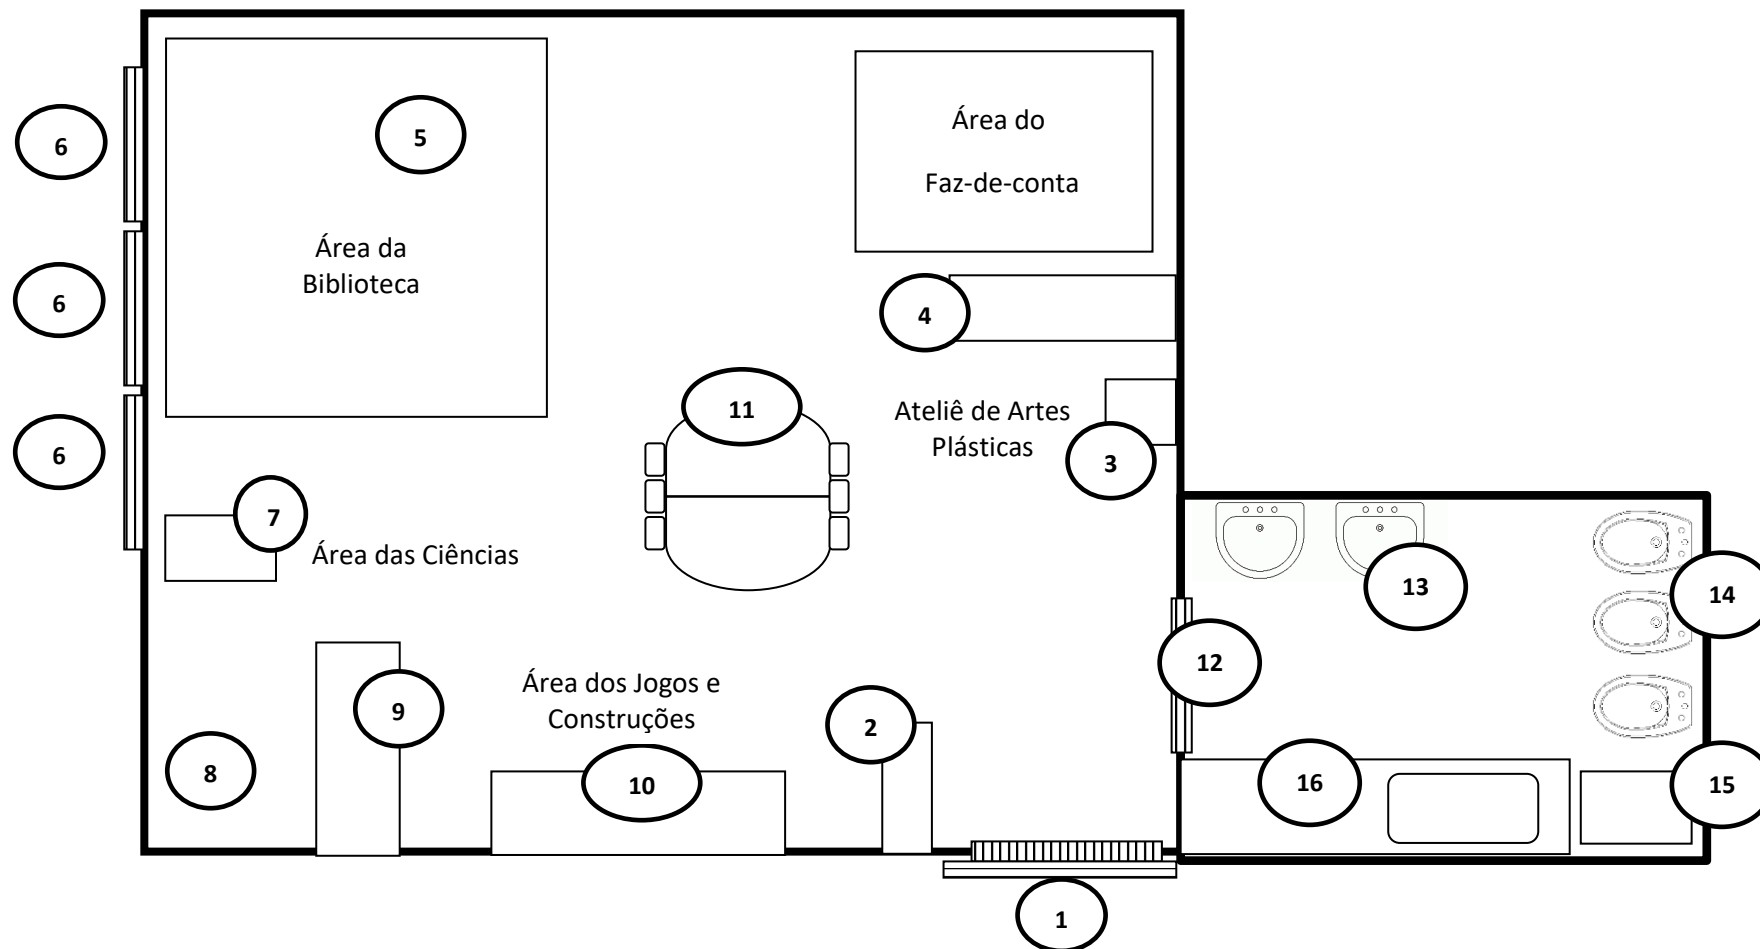 6
5
Área do
Faz-de-conta
Área da
Biblioteca
6
4
11
Ateliê de Artes
Plásticas
6
3
7
Área das Ciências
13
14
12
Área dos Jogos e
Construções
9
2
8
10
16
15
1